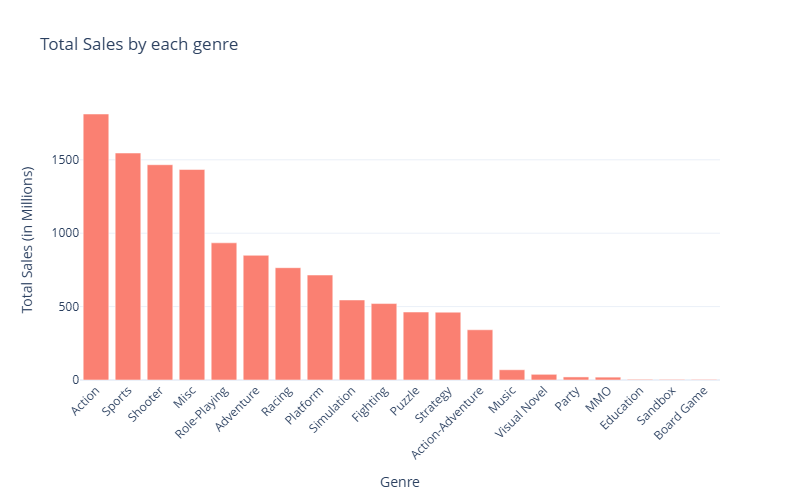 Total Sales by each genre
Total Sales (in Millions)
1500
1000
500
0
Action
Sports
Shooter
Misc
Role-Playing
Adventure
Racing
Platform
Simulation
Fighting
Puzzle
Strategy
Action-Adventure
Music
Visual Novel
Party
MMO
Education
Sandbox
Board Game
Genre